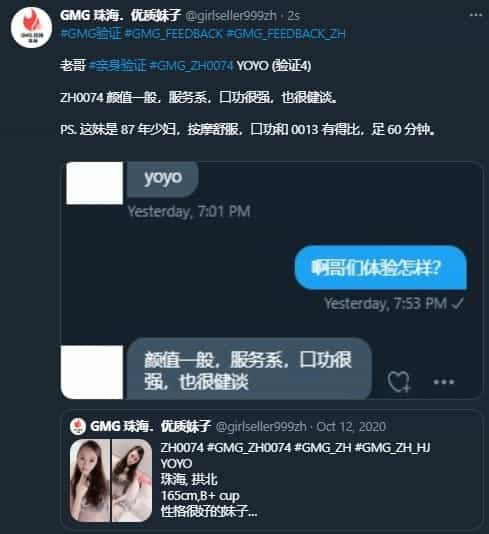 GMG 珠海．优质妹子 @girlseller999zh · 2s
#GMG验证 #GMG_FEEDBACK #GMG_FEEDBACK_ZH
老哥 #亲身验证 #GMG_ZH0074 YOYO (验证4)
ZH0074 颜值一般，服务系，口功很强，也很健谈。
PS. 这妹是 87 年少妇，按摩舒服，口功和 0013 有得比，足 60 分钟。
yoyo
Yesterday, 7:01 PM
啊哥们体验怎样？
Yesterday, 7:53 PM
颜值一般，服务系，口功很
强，也很健谈
GMG 珠海．优质妹子 @girlseller999zh · Oct 12, 2020
ZH0074 #GMG_ZH0074 #GMG_ZH #GMG_ZH_HJ
YOYO
珠海, 拱北
165cm,B+ cup
性格很好的妹子...